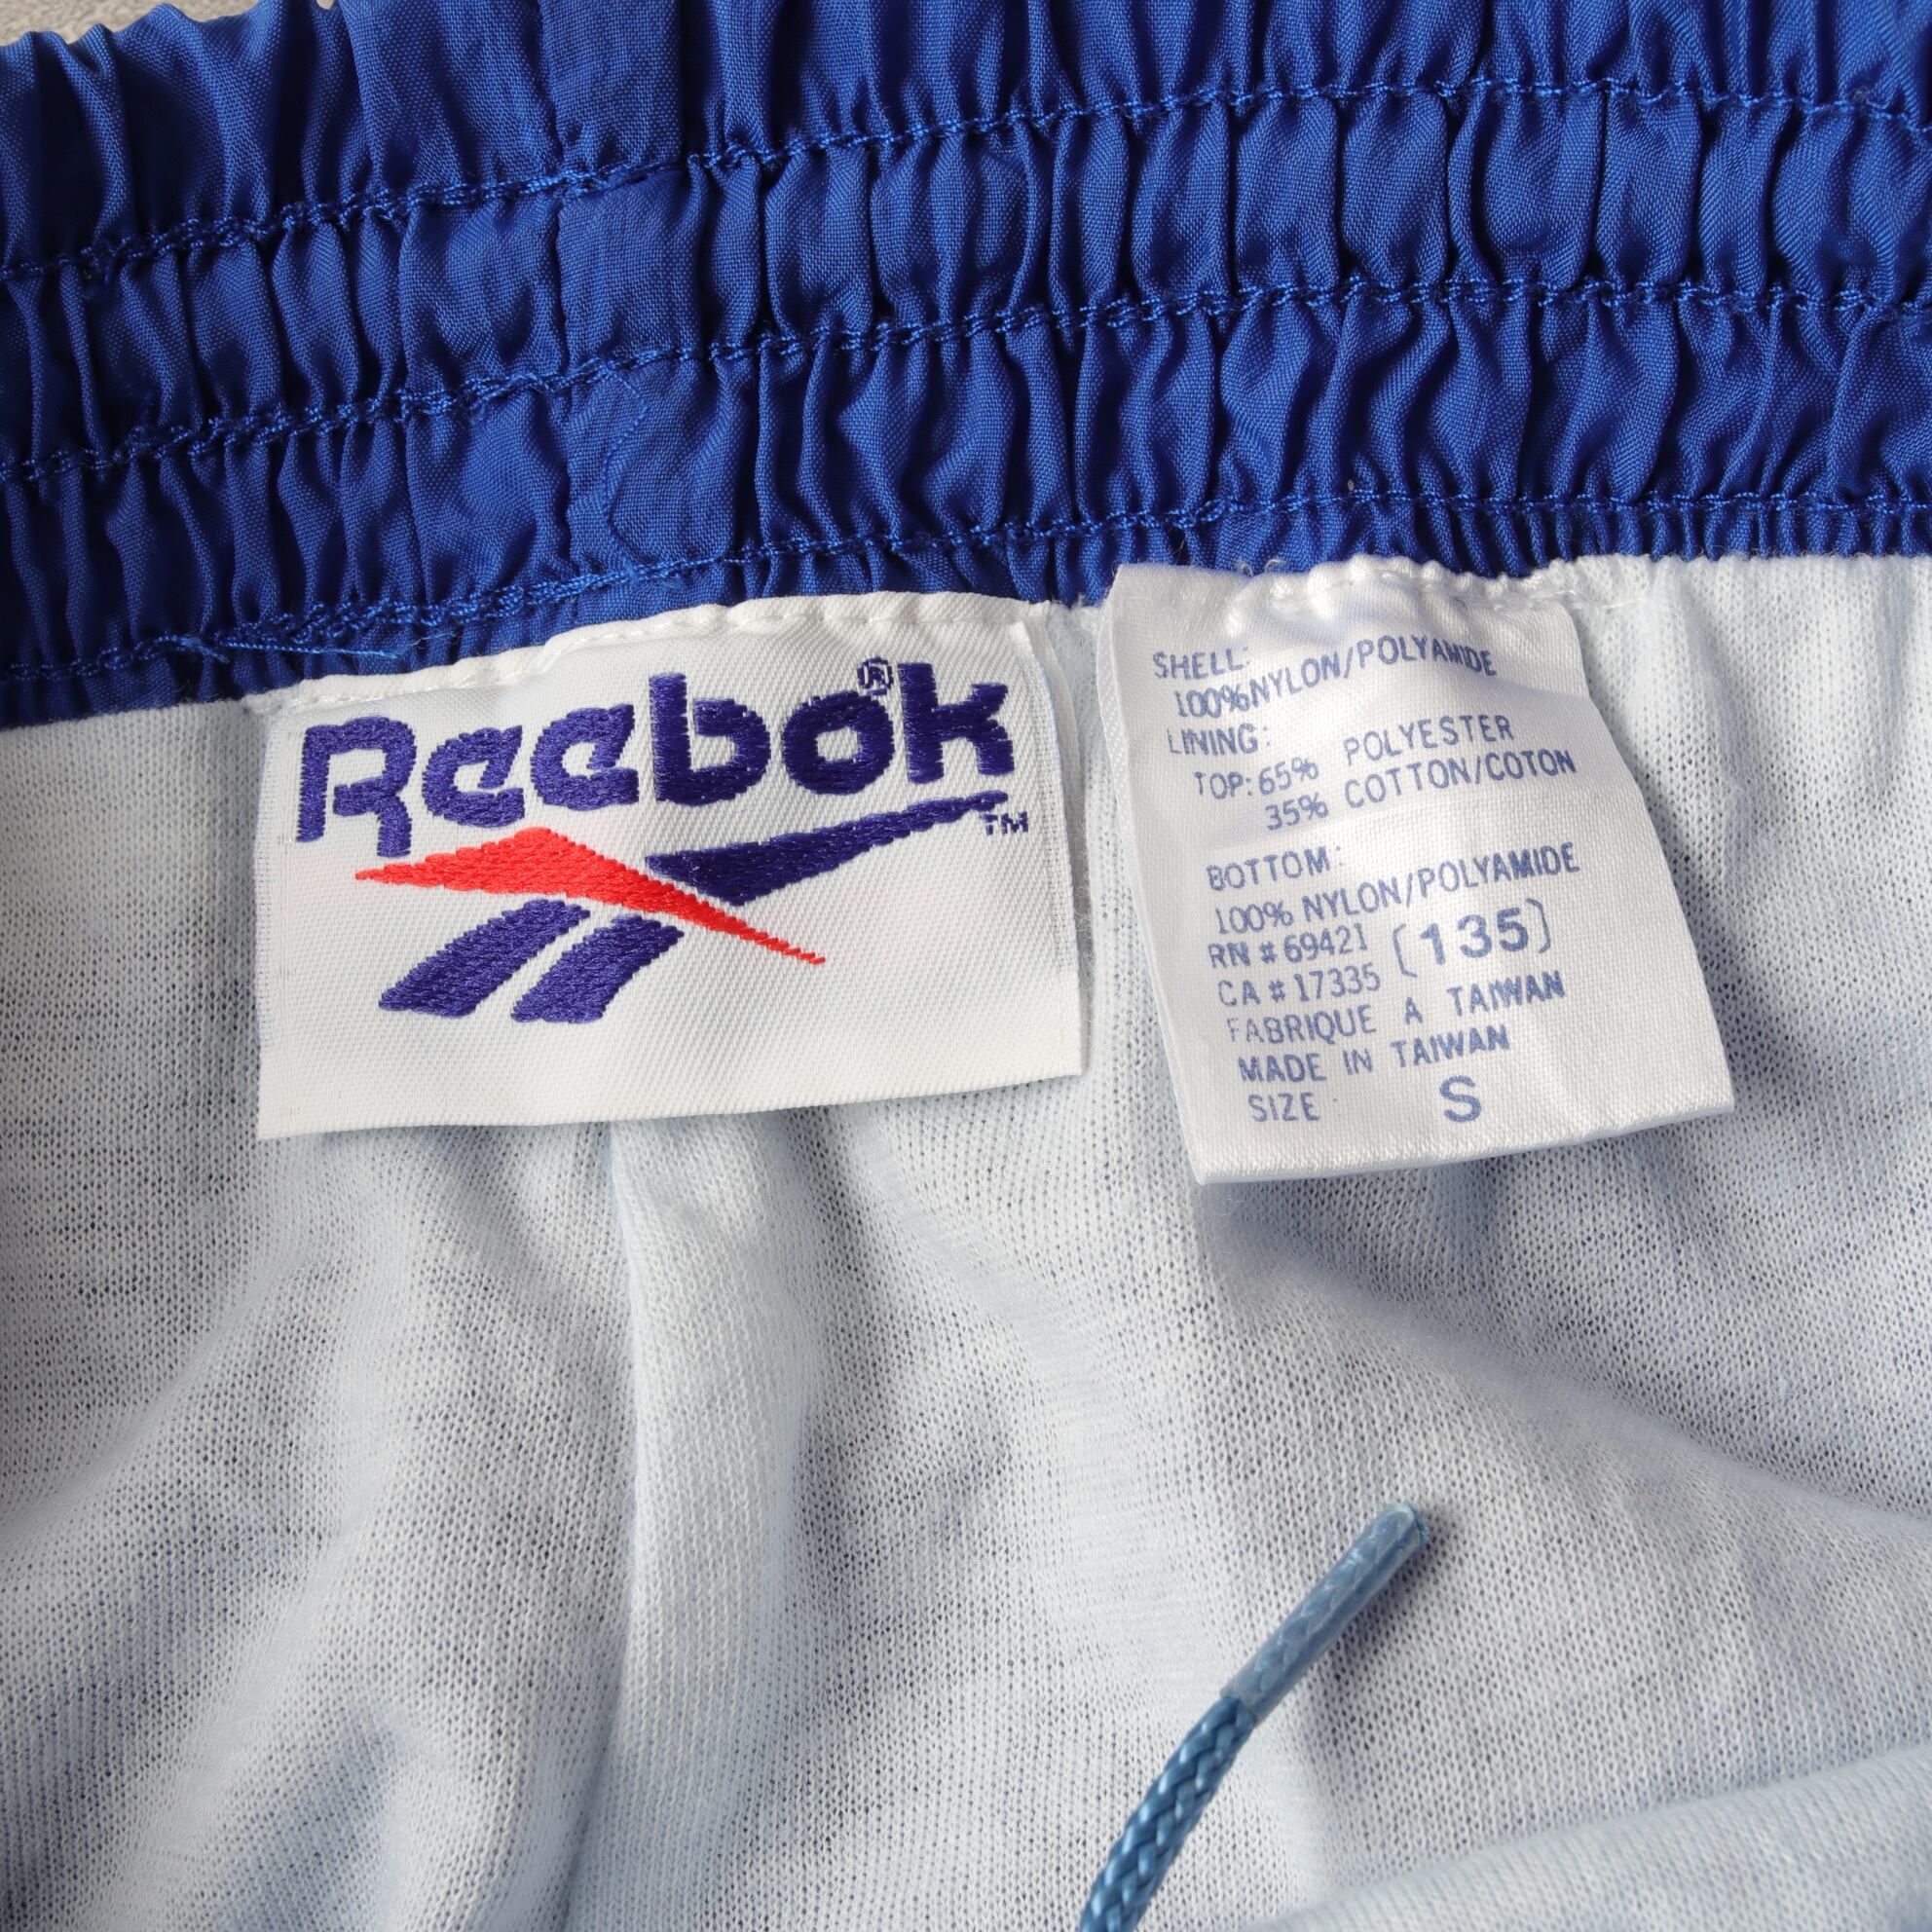 Reebok®
TM
SHELL:
100%NYLON/POLYAMIDE
LINING:
TOP:65% POLYESTER
35% COTTON/COTON
BOTTOM:
100% NYLON/POLYAMIDE
RN # 69421 (135)
CA # 17335
FABRIQUE A TAIWAN
MADE IN TAIWAN
SIZE: S